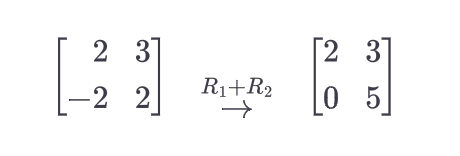 [ 2 3 ] [2 3]
[−2 2] R₁+R₂ → [0 5]